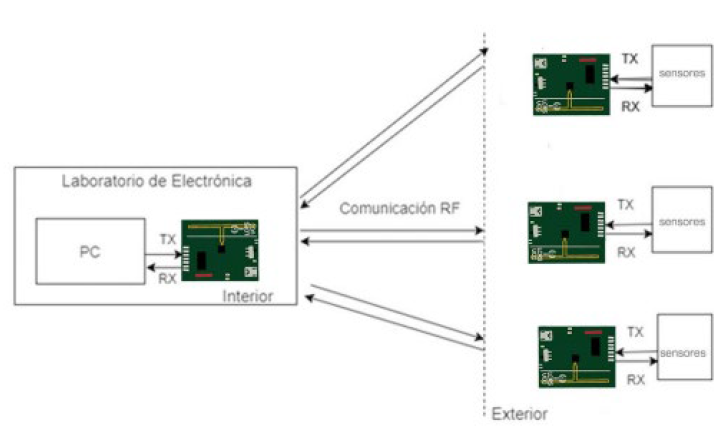 TX
sensores
RX
Laboratorio de Electrónica
Comunicación RF
TX
sensores
RX
PC
TX
RX
Interior
TX
sensores
RX
Exterior